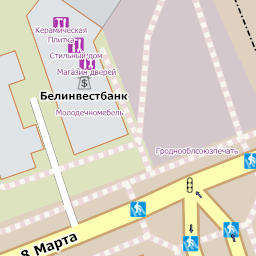 Керамическая
Плитка
Стильный дом
Магазин дверей
Белинвестбанк
Молодечномебель
Гроднооблсоюзпечать
8 Марта